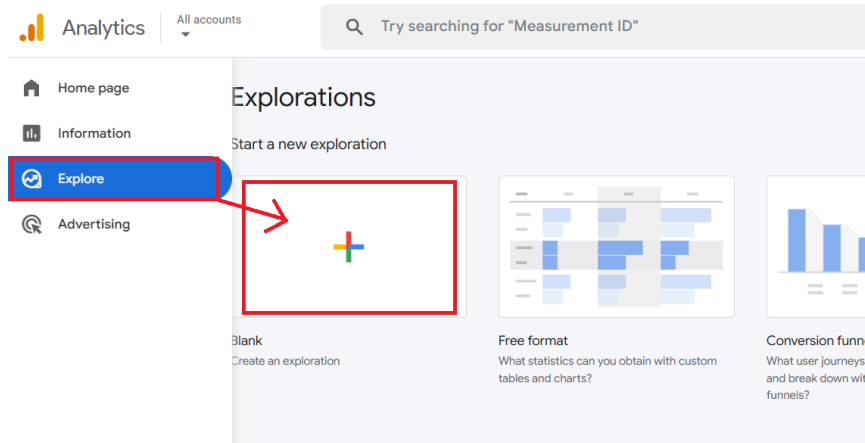 Analytics
All accounts
Try searching for "Measurement ID"
Home page
Information
Explore
Advertising
Explorations
Start a new exploration
Blank
Create an exploration
Free format
What statistics can you obtain with custom
tables and charts?
Conversion funn
What user journeys
and break down wit
funnels?